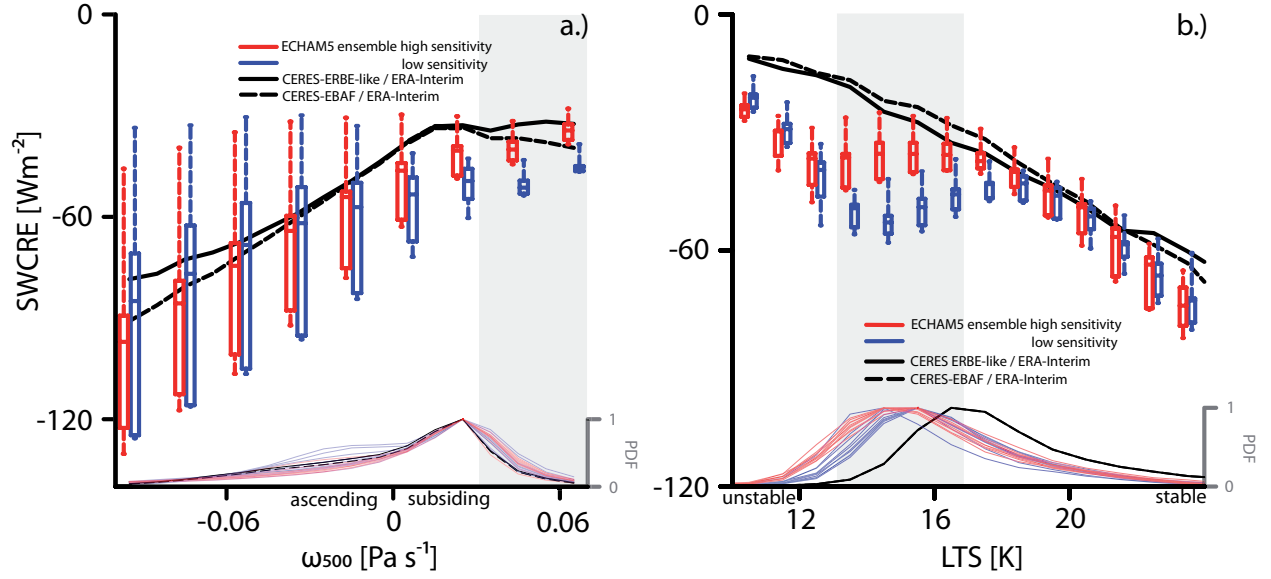 a.)
0
-60
-120
SWCRE [Wm⁻²]
ECHAM5 ensemble high sensitivity
low sensitivity
CERES-ERBE-like / ERA-Interim
CERES-EBAF / ERA-Interim
1
0
PDF
ascending
subsiding
-0.06
0
0.06
ω500 [Pa s⁻¹]
b.)
0
-60
-120
ECHAM5 ensemble high sensitivity
low sensitivity
CERES ERBE-like / ERA-Interim
CERES-EBAF / ERA-Interim
1
0
PDF
unstable
stable
12
16
20
LTS [K]